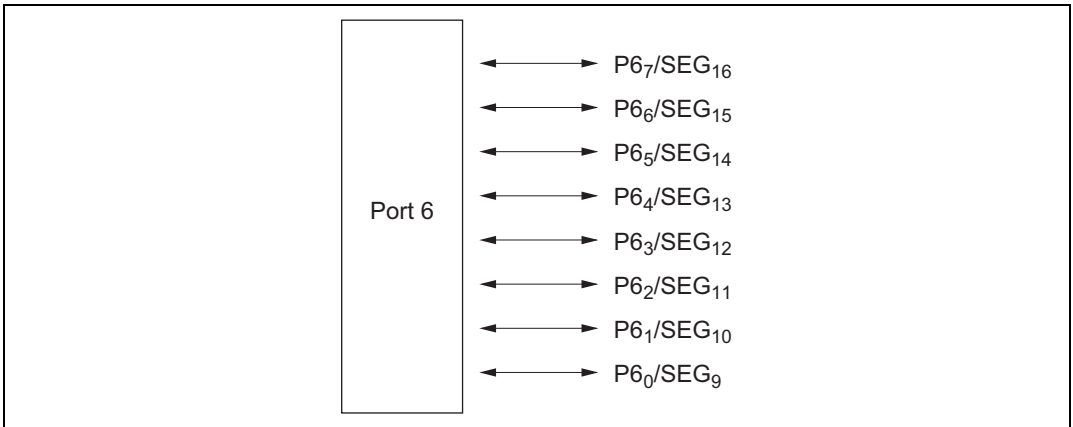 P6₇/SEG₁₆
P6₆/SEG₁₅
P6₅/SEG₁₄
P6₄/SEG₁₃
Port 6
P6₃/SEG₁₂
P6₂/SEG₁₁
P6₁/SEG₁₀
P6₀/SEG₉